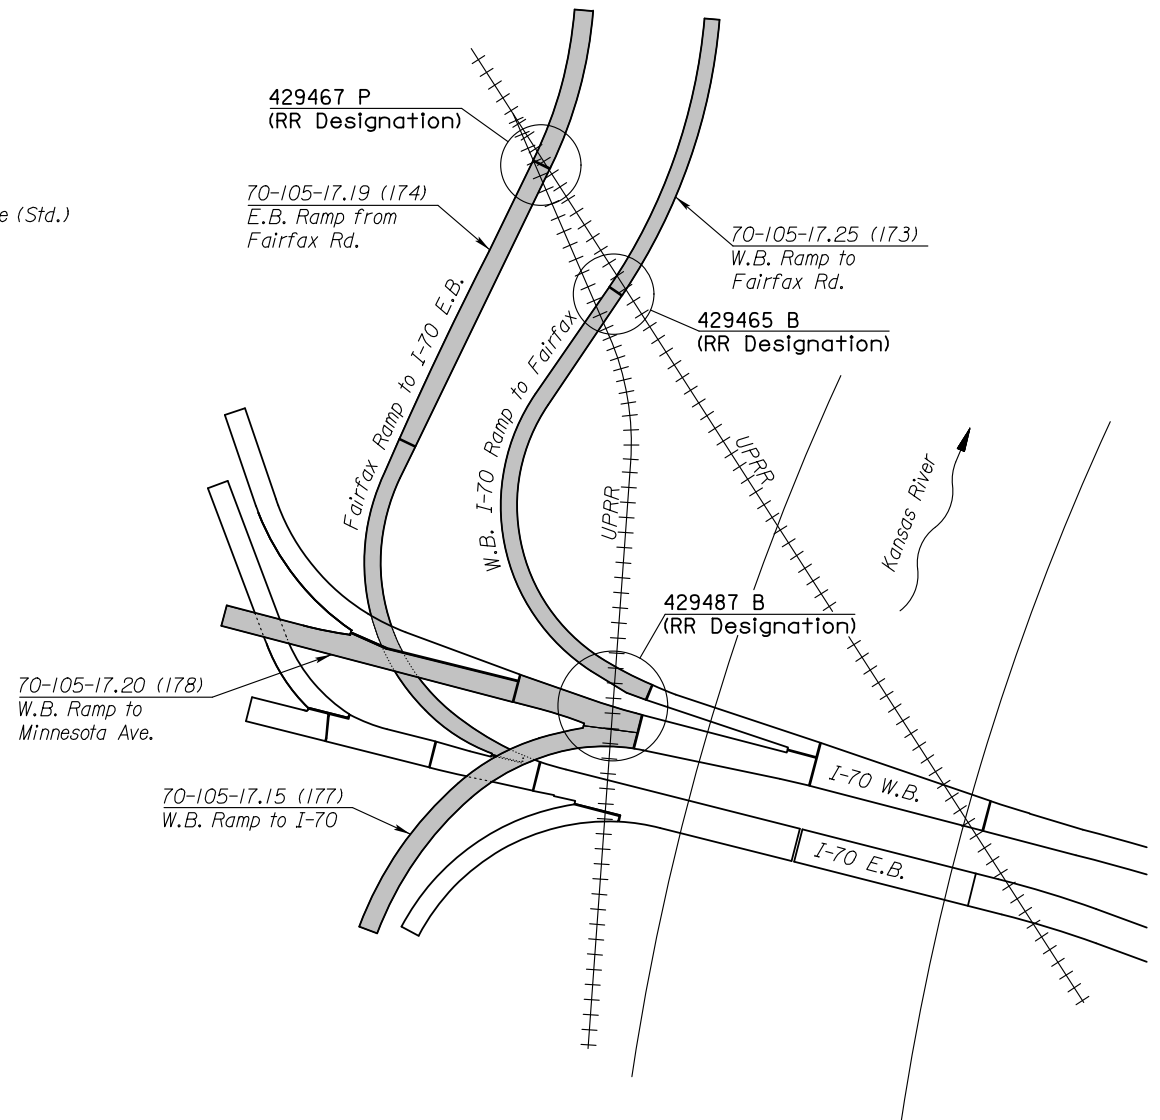 429467 P
(RR Designation)
70-105-17.19 (174)
E.B. Ramp from
Fairfax Rd.
e (Std.)
70-105-17.25 (173)
W.B. Ramp to
Fairfax Rd.
429465 B
(RR Designation)
Fairfax Ramp to I-70 E.B.
W.B. I-70 Ramp to Fairfax
UPRR
UPRR
Kansas River
429487 B
(RR Designation)
70-105-17.20 (178)
W.B. Ramp to
Minnesota Ave.
70-105-17.15 (177)
W.B. Ramp to I-70
I-70 W.B.
I-70 E.B.